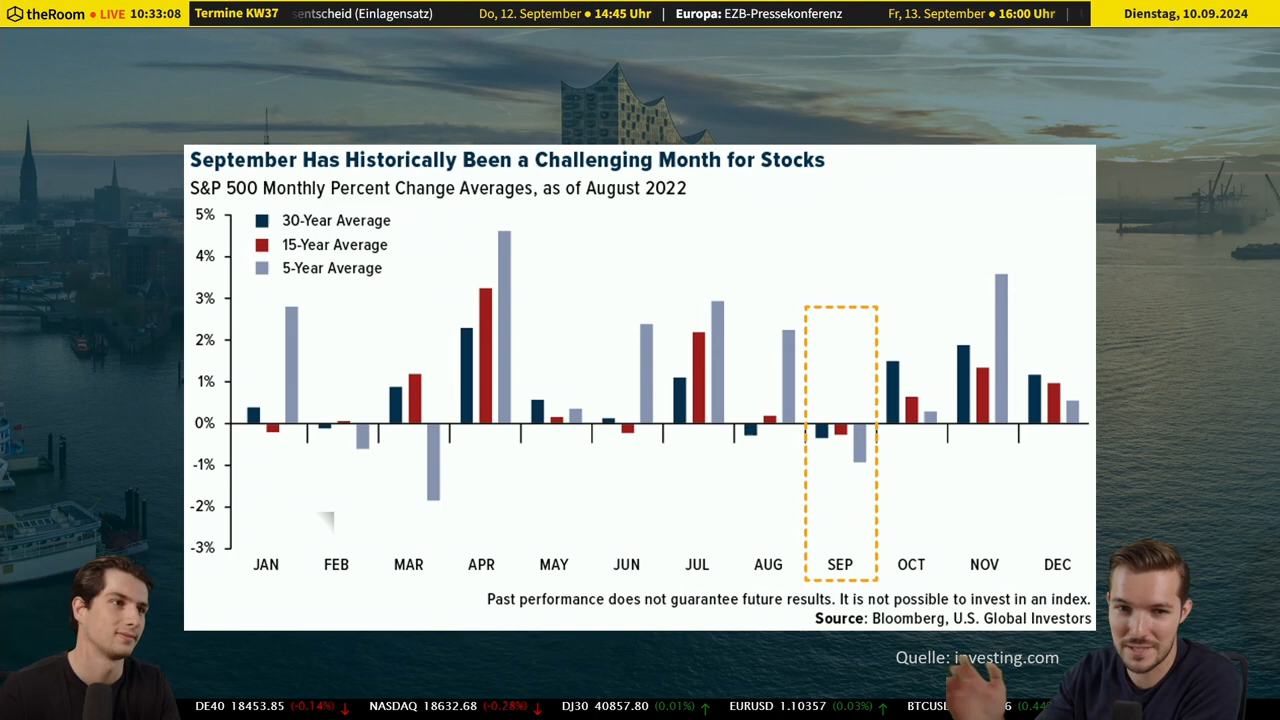 theRoom ● LIVE 10:33:08
Termine KW37
sentscheid (Einlagensatz) Do, 12. September ● 14:45 Uhr | Europa: EZB-Pressekonferenz Fr, 13. September ● 16:00 Uhr |
Dienstag, 10.09.2024
September Has Historically Been a Challenging Month for Stocks
S&P 500 Monthly Percent Change Averages, as of August 2022
30-Year Average
15-Year Average
5-Year Average
5%
4%
3%
2%
1%
0%
-1%
-2%
-3%
JAN FEB MAR APR MAY JUN JUL AUG SEP OCT NOV DEC
Past performance does not guarantee future results. It is not possible to invest in an index.
Source: Bloomberg, U.S. Global Investors
Quelle: investing.com
DE40 18453.85 (-0.14%) ↓ NASDAQ 18632.68 (-0.28%) ↓ DJ30 40857.80 (0.01%) ↑ EURUSD 1.10357 (0.03%) ↑